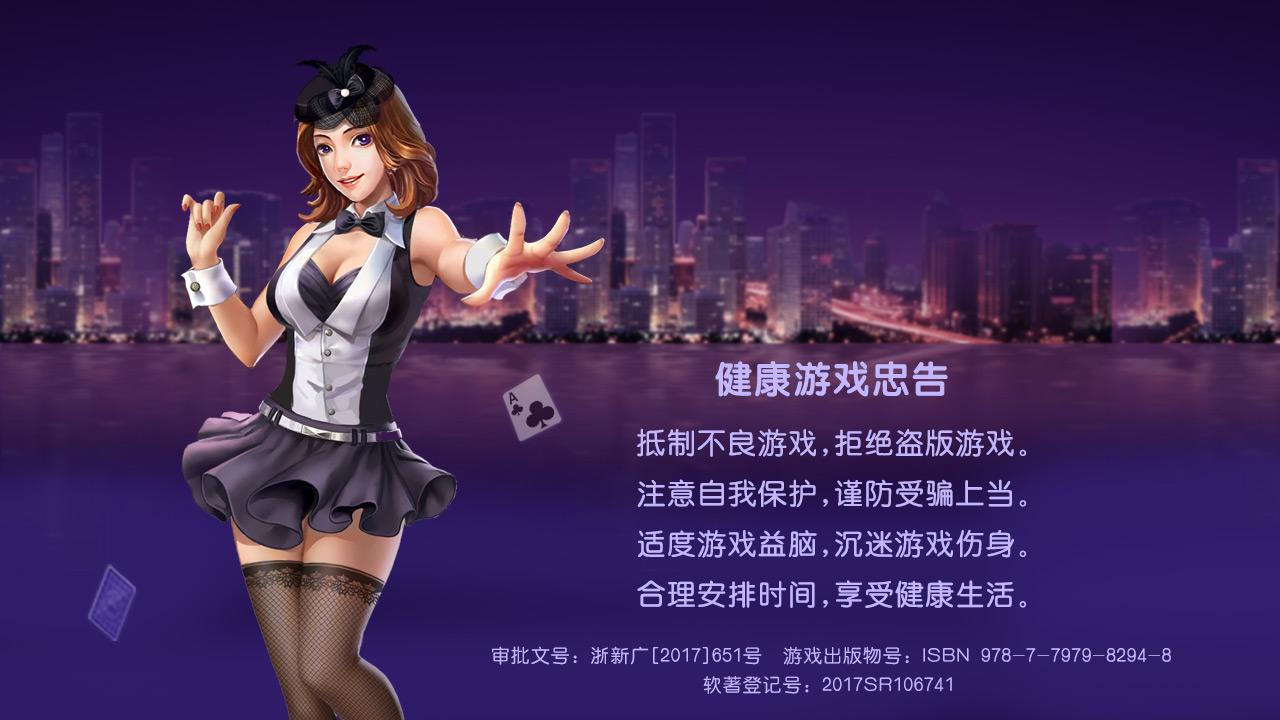 健康游戏忠告
抵制不良游戏,拒绝盗版游戏。
注意自我保护,谨防受骗上当。
适度游戏益脑,沉迷游戏伤身。
合理安排时间,享受健康生活。
审批文号：浙新广[2017]651号 游戏出版物号：ISBN 978-7-7979-8294-8
软著登记号：2017SR106741
A